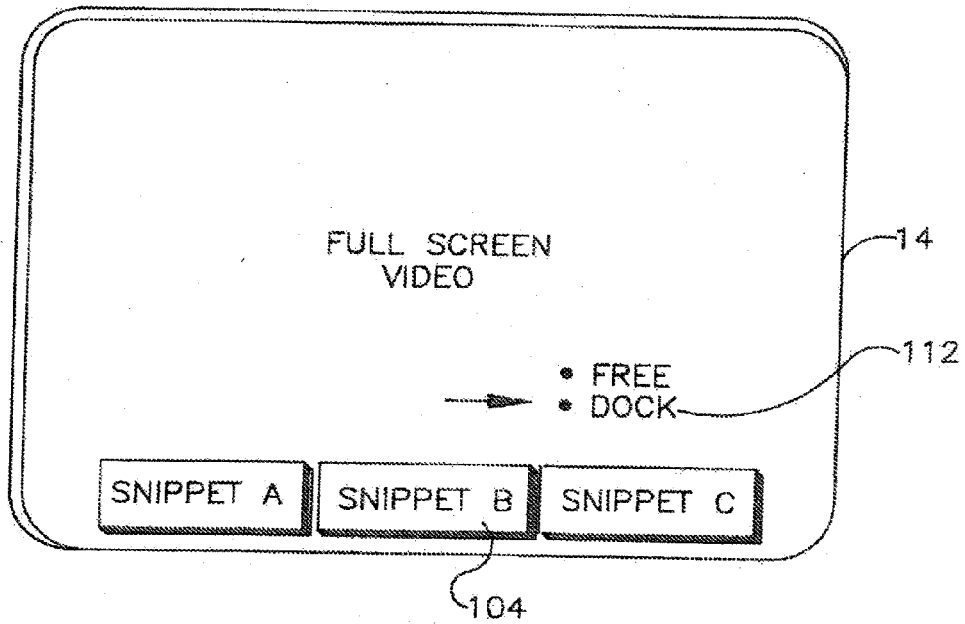 FULL SCREEN
VIDEO
14
112
• FREE
• DOCK
SNIPPET A
SNIPPET B
SNIPPET C
104